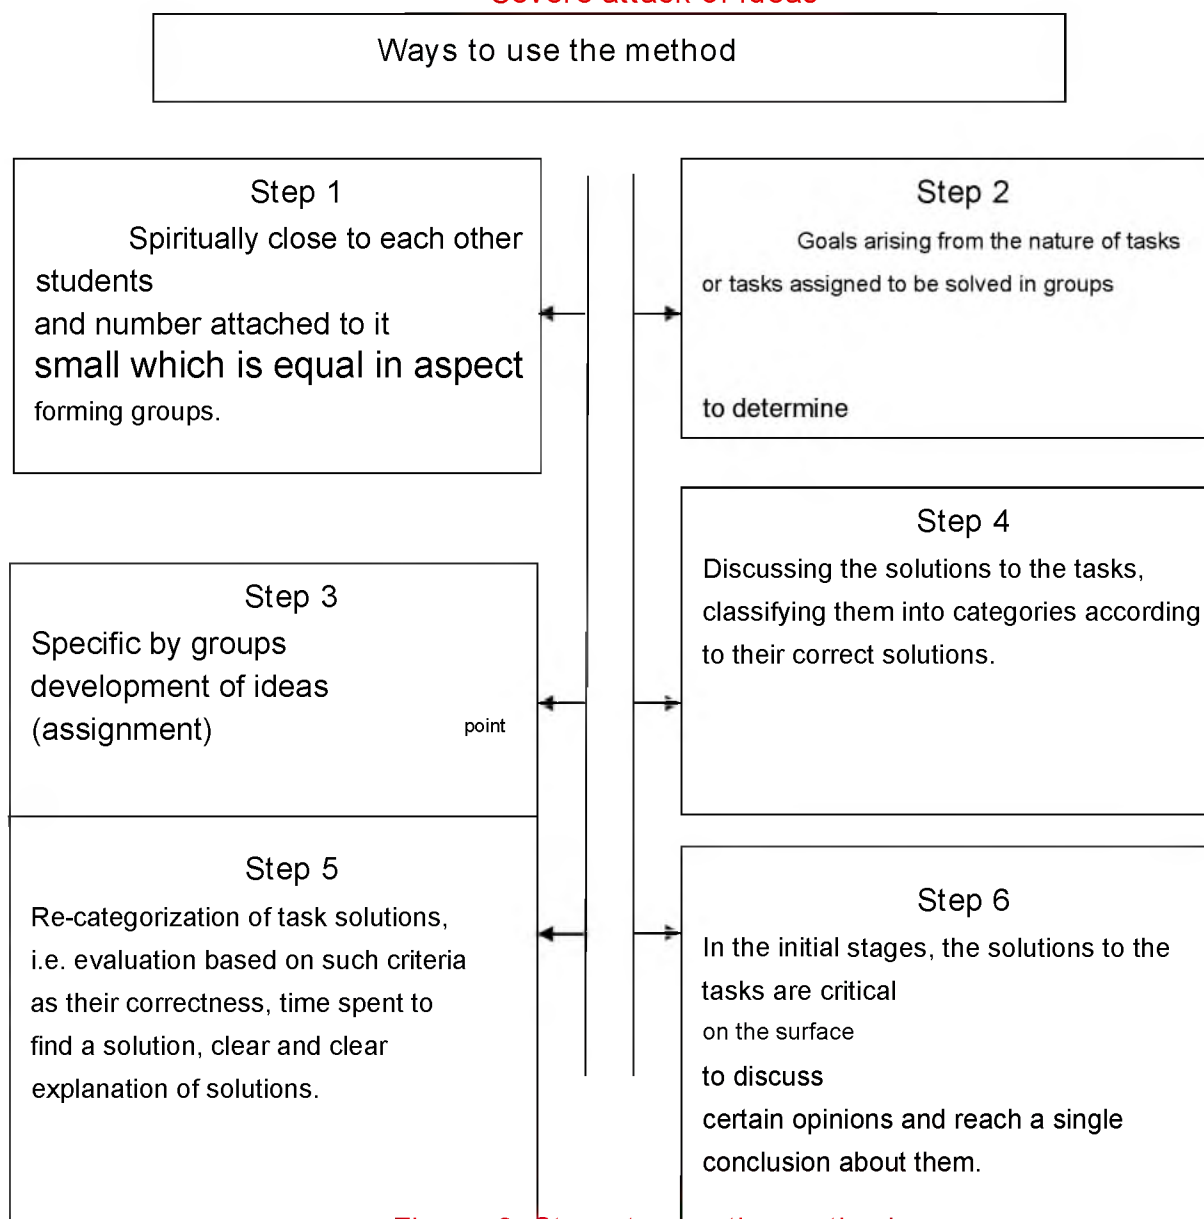 Severe attack of ideas
Ways to use the method
Step 1
Spiritually close to each other
students
and number attached to it
small which is equal in aspect
forming groups.
Step 2
Goals arising from the nature of tasks
or tasks assigned to be solved in groups
to determine
Step 3
Specific by groups
development of ideas
(assignment) point
Step 4
Discussing the solutions to the tasks,
classifying them into categories according
to their correct solutions.
Step 5
Re-categorization of task solutions,
i.e. evaluation based on such criteria
as their correctness, time spent to
find a solution, clear and clear
explanation of solutions.
Step 6
In the initial stages, the solutions to the
tasks are critical
on the surface
to discuss
certain opinions and reach a single
conclusion about them.